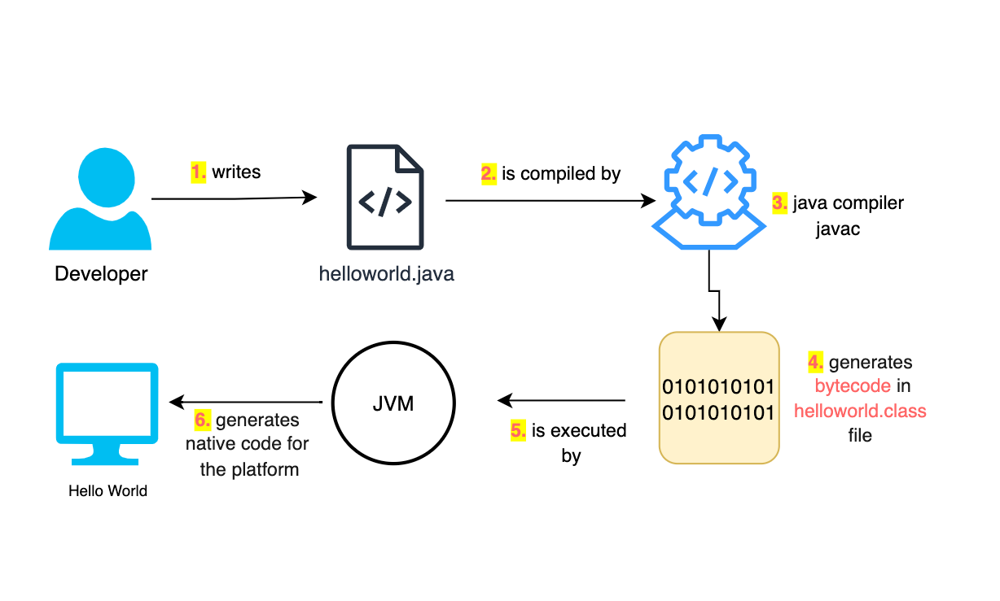 1. writes
2. is compiled by
</>
</>
3. java compiler
javac
Developer
helloworld.java
0101010101
0101010101
4. generates
bytecode in
helloworld.class
file
5. is executed
by
JVM
6. generates
native code for
the platform
Hello World